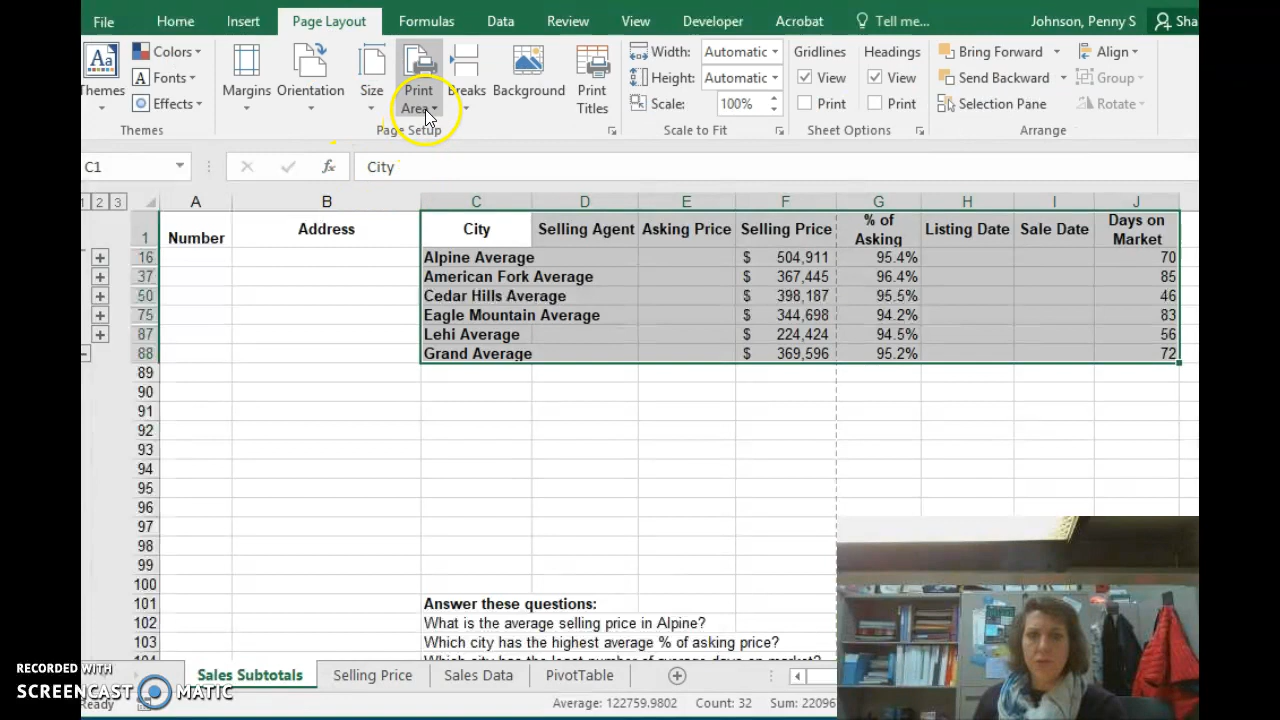 File Home Insert Page Layout Formulas Data Review View Developer Acrobat Tell me... Johnson, Penny S Sha
Themes Colors Fonts Effects Margins Orientation Size Print Area Breaks Background Print Titles Width: Automatic Height: Automatic Scale: 100% Gridlines View Print Headings View Print Bring Forward Send Backward Selection Pane Align Group Rotate
Themes Page Setup Scale to Fit Sheet Options Arrange
C1 fx City
1 2 3 A B C D E F G H I J
1 Number Address City Selling Agent Asking Price Selling Price % of Asking Listing Date Sale Date Days on Market
16 Alpine Average $ 504,911 95.4% 70
37 American Fork Average $ 367,445 96.4% 85
50 Cedar Hills Average $ 398,187 95.5% 46
75 Eagle Mountain Average $ 344,698 94.2% 83
87 Lehi Average $ 224,424 94.5% 56
88 Grand Average $ 369,596 95.2% 72
89
90
91
92
93
94
95
96
97
98
99
100
101 Answer these questions:
102 What is the average selling price in Alpine?
103 Which city has the highest average % of asking price?
104 Which city has the least number of average days on market?
Sales Subtotals Selling Price Sales Data PivotTable
Ready Average: 122759.9802 Count: 32 Sum: 22096
RECORDED WITH
SCREENCAST MATIC